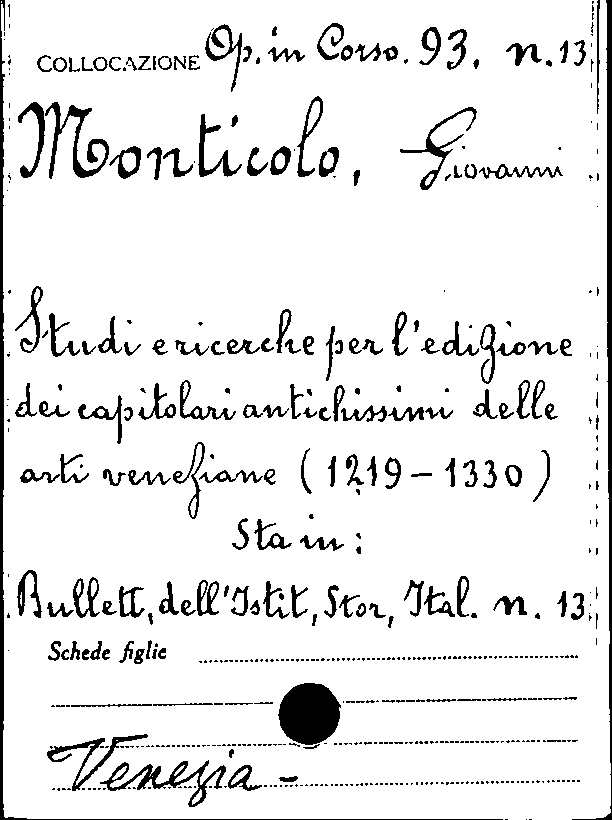 COLLOCAZIONE Op. in Corso. 93. n. 13
Monticolo, Giovanni
Studi e ricerche per l'edizione
dei capitolari antichissimi delle
arti veneziane (1219-1330)
Sta in:
Bullett, dell'Istit, Stor, Ital. n. 13
Schede figlie
Venezia -